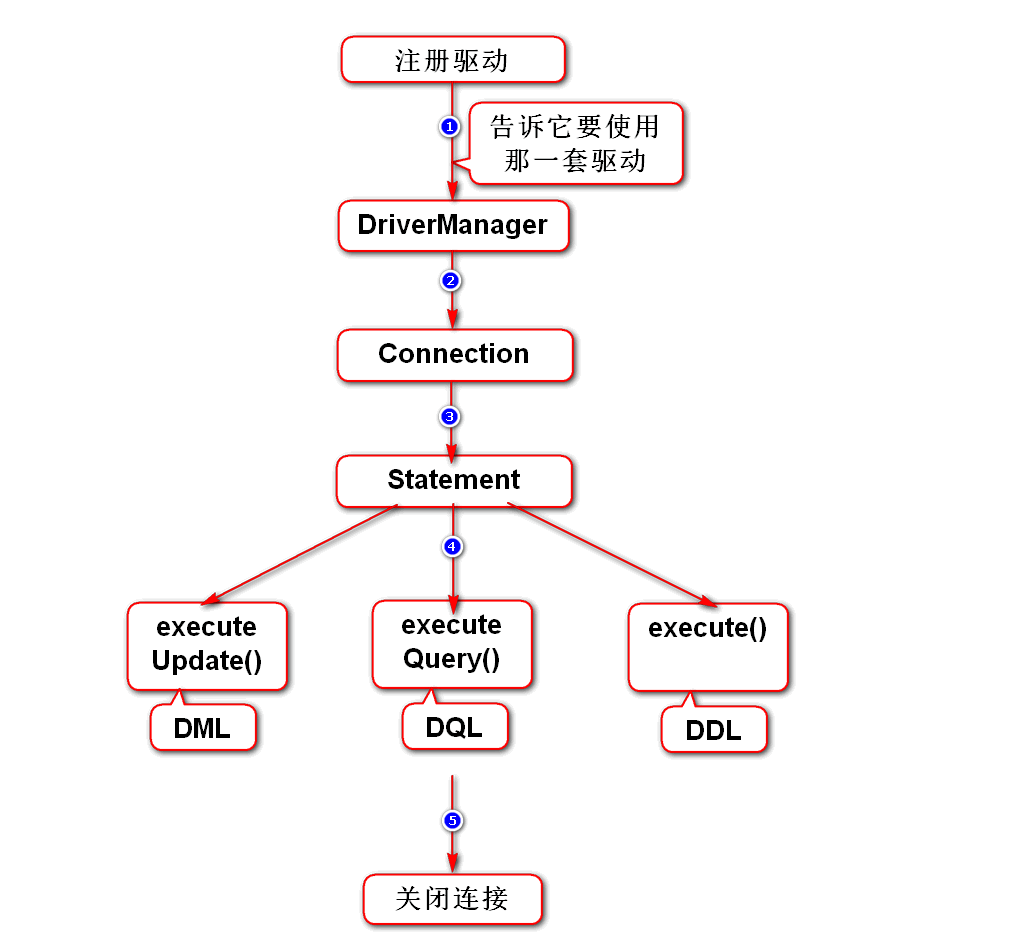 注册驱动
1
告诉它要使用
那一套驱动
DriverManager
2
Connection
3
Statement
4
execute
Update()
execute
Query()
execute()
DML
DQL
DDL
5
关闭连接